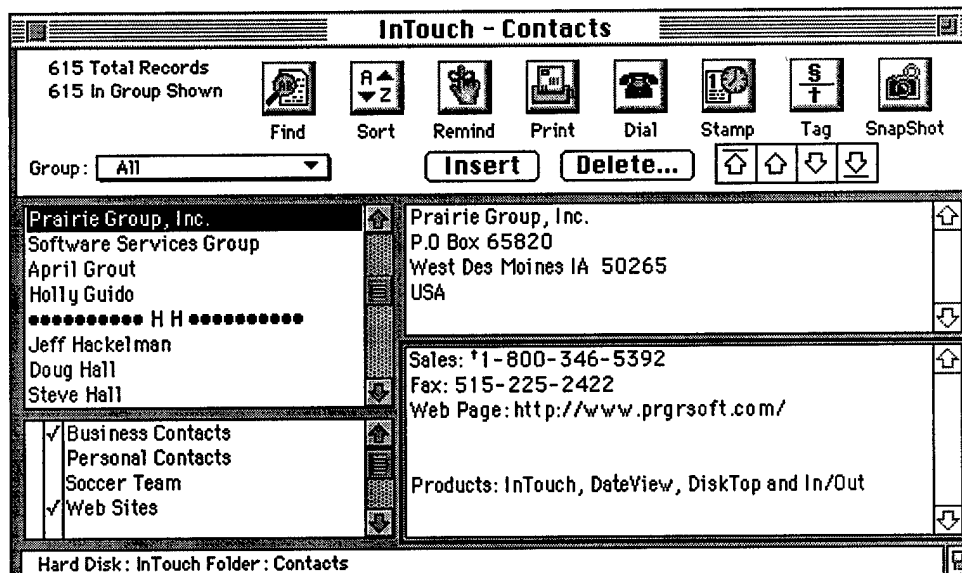 InTouch - Contacts
615 Total Records
615 In Group Shown
Find
Sort
Remind
Print
Dial
Stamp
Tag
SnapShot
A
Z
1
§
†
Group: All
Insert
Delete...
Prairie Group, Inc.
Software Services Group
April Grout
Holly Guido
●●●●●●●●●● H H ●●●●●●●●●●
Jeff Hackelman
Doug Hall
Steve Hall
Prairie Group, Inc.
P.O Box 65820
West Des Moines IA 50265
USA
Sales: †1-800-346-5392
Fax: 515-225-2422
Web Page: http://www.prgrsoft.com/
Products: InTouch, DateView, DiskTop and In/Out
√ Business Contacts
Personal Contacts
Soccer Team
√ Web Sites
Hard Disk: InTouch Folder: Contacts